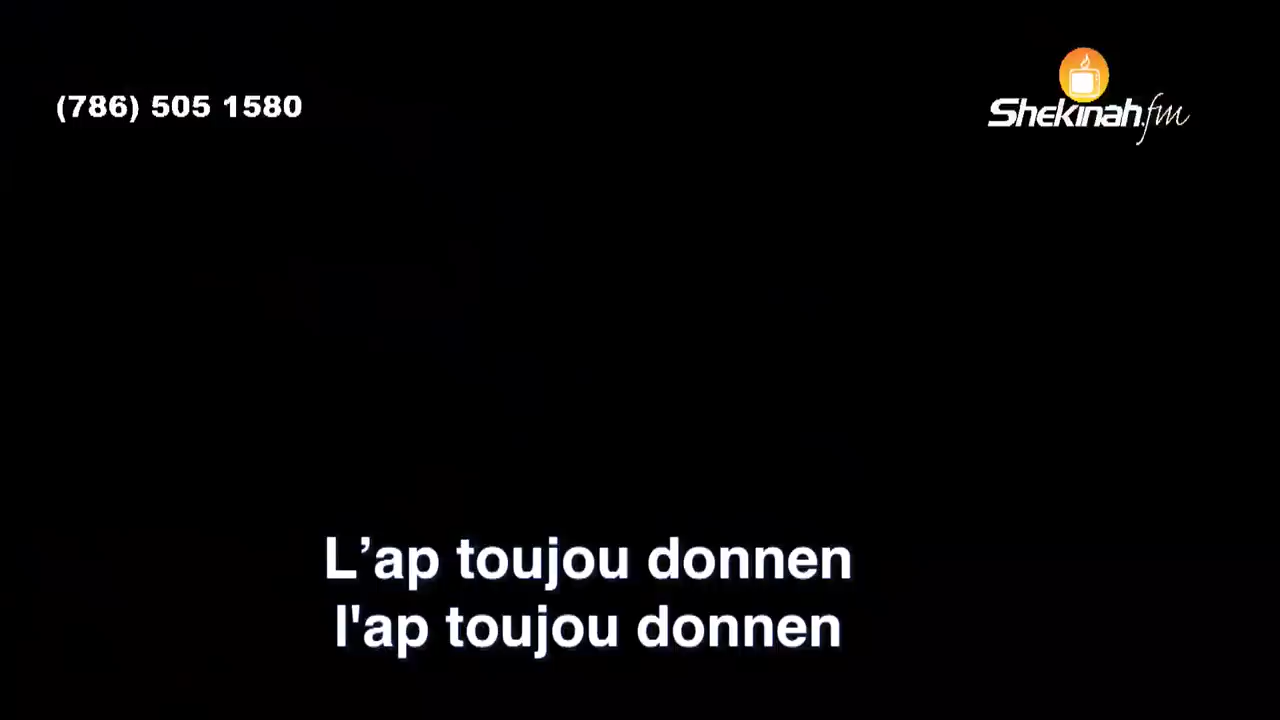 (786) 505 1580
Shekinah.fm
L’ap toujou donnen
l'ap toujou donnen